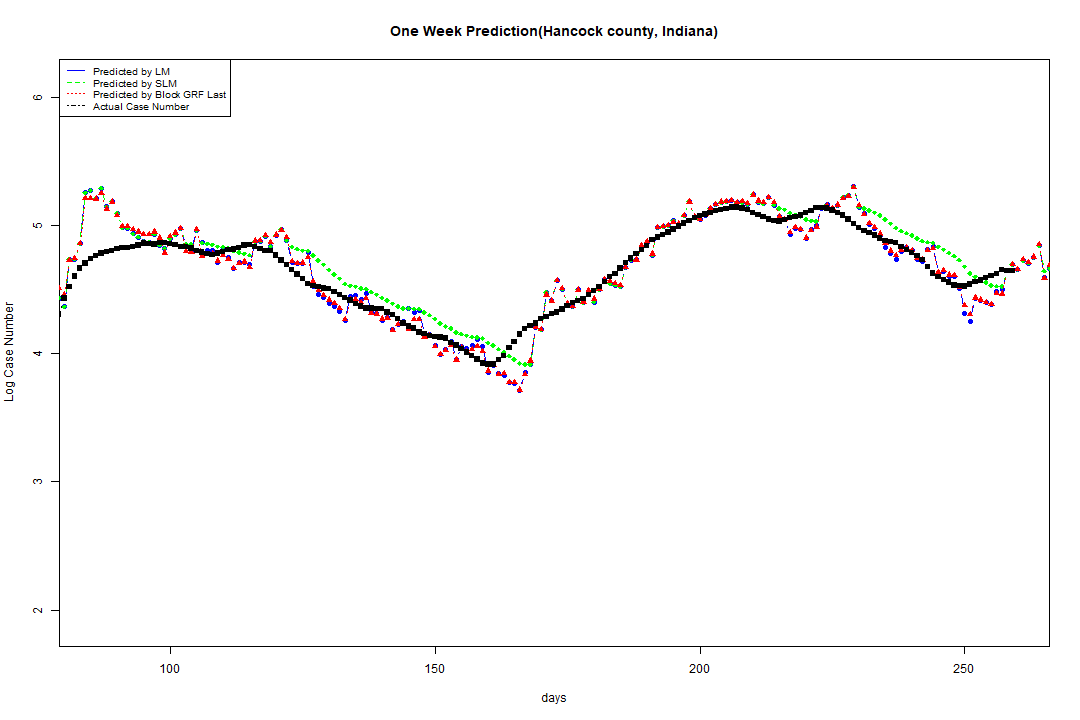 One Week Prediction(Hancock county, Indiana)
Predicted by LM
Predicted by SLM
Predicted by Block GRF Last
Actual Case Number
6
5
4
3
2
Log Case Number
100
150
200
250
days